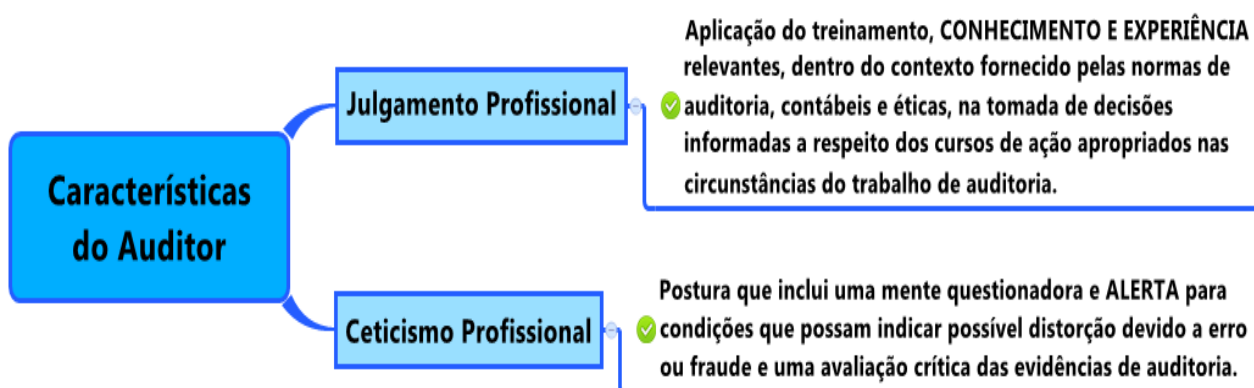 Características
do Auditor
Julgamento Profissional
Aplicação do treinamento, CONHECIMENTO E EXPERIÊNCIA
relevantes, dentro do contexto fornecido pelas normas de
auditoria, contábeis e éticas, na tomada de decisões
informadas a respeito dos cursos de ação apropriados nas
circunstâncias do trabalho de auditoria.
Ceticismo Profissional
Postura que inclui uma mente questionadora e ALERTA para
condições que possam indicar possível distorção devido a erro
ou fraude e uma avaliação crítica das evidências de auditoria.